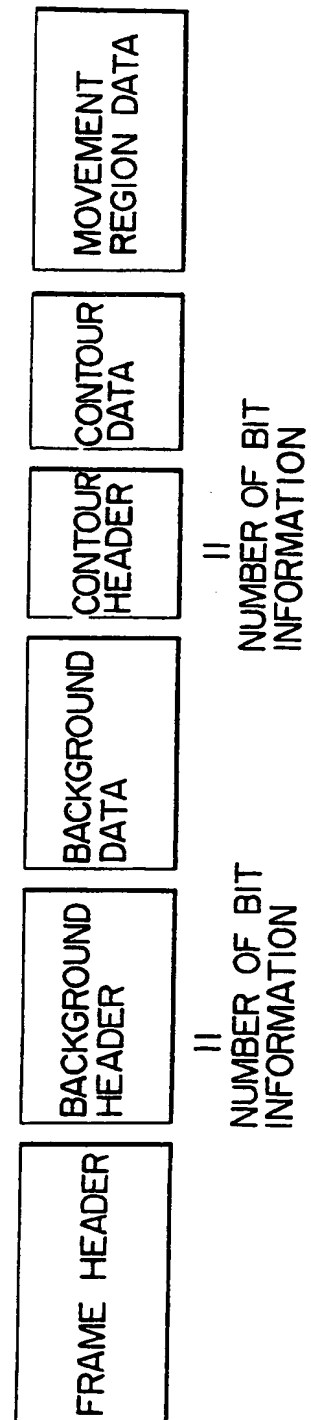 FRAME HEADER
BACKGROUND
HEADER
BACKGROUND
DATA
CONTOUR
HEADER
CONTOUR
DATA
MOVEMENT
REGION DATA
||
NUMBER OF BIT
INFORMATION
||
NUMBER OF BIT
INFORMATION